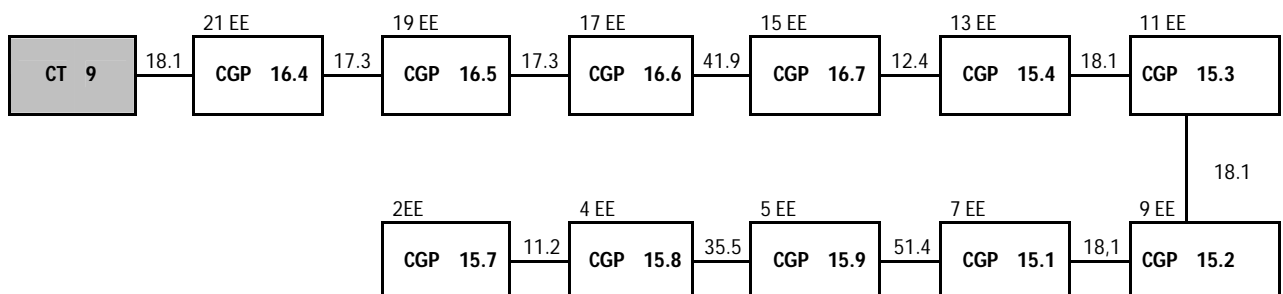 21 EE 19 EE 17 EE 15 EE 13 EE 11 EE
CT 9 18.1 CGP 16.4 17.3 CGP 16.5 17.3 CGP 16.6 41.9 CGP 16.7 12.4 CGP 15.4 18.1 CGP 15.3
18.1
2EE 4 EE 5 EE 7 EE 9 EE
CGP 15.7 11.2 CGP 15.8 35.5 CGP 15.9 51.4 CGP 15.1 18,1 CGP 15.2